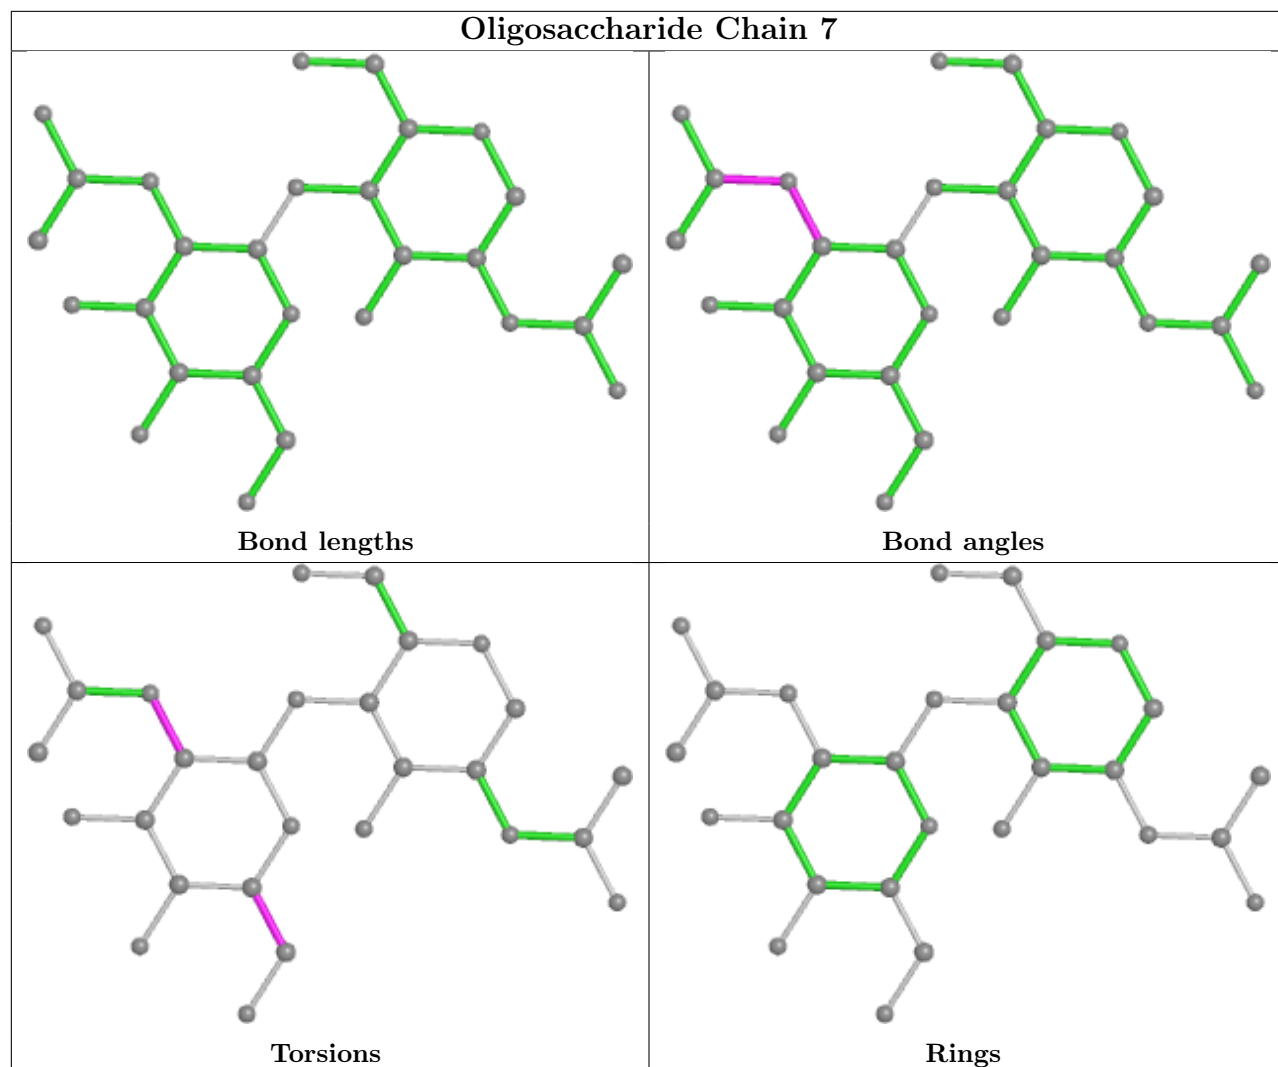 Oligosaccharide Chain 7
Bond lengths
Bond angles
Torsions
Rings